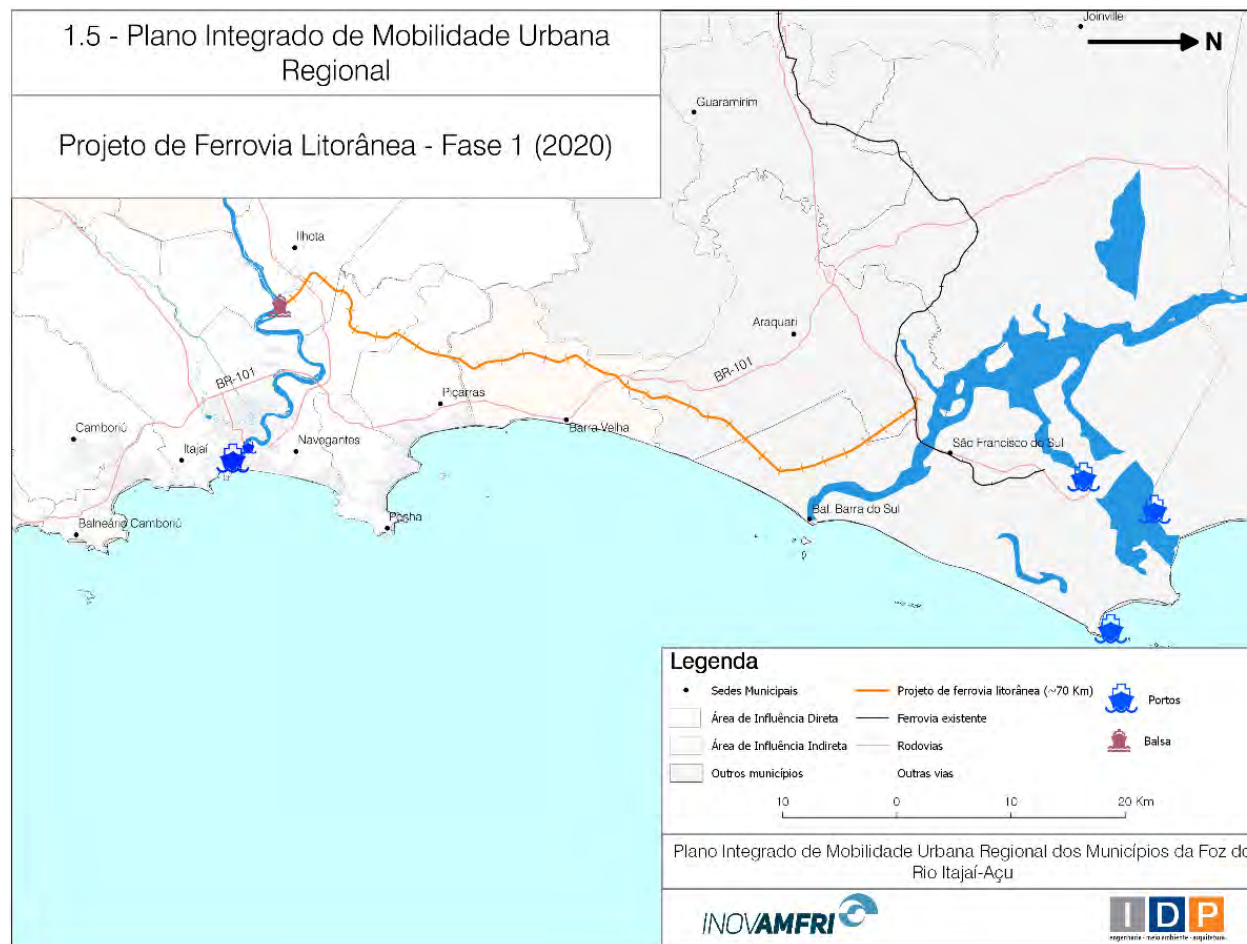 1.5 - Plano Integrado de Mobilidade Urbana
Regional
Projeto de Ferrovia Litorânea - Fase 1 (2020)
Joinville
N
Guaramirim
Ilhota
Araquari
BR-101
BR-101
Piçarras
Barra Velha
Camboriú
Itajaí
Navegantes
São Francisco do Sul
Balneário Camboriú
Penha
Bal. Barra do Sul
Legenda
Sedes Municipais
Projeto de ferrovia litorânea (~70 Km)
Portos
Área de Influência Direta
Ferrovia existente
Área de Influência Indireta
Rodovias
Balsa
Outros municípios
Outras vias
10 0 10 20 Km
Plano Integrado de Mobilidade Urbana Regional dos Municípios da Foz do
Rio Itajaí-Açu
INOVAMFRI
IDP
engenharia - meio ambiente - arquitetura